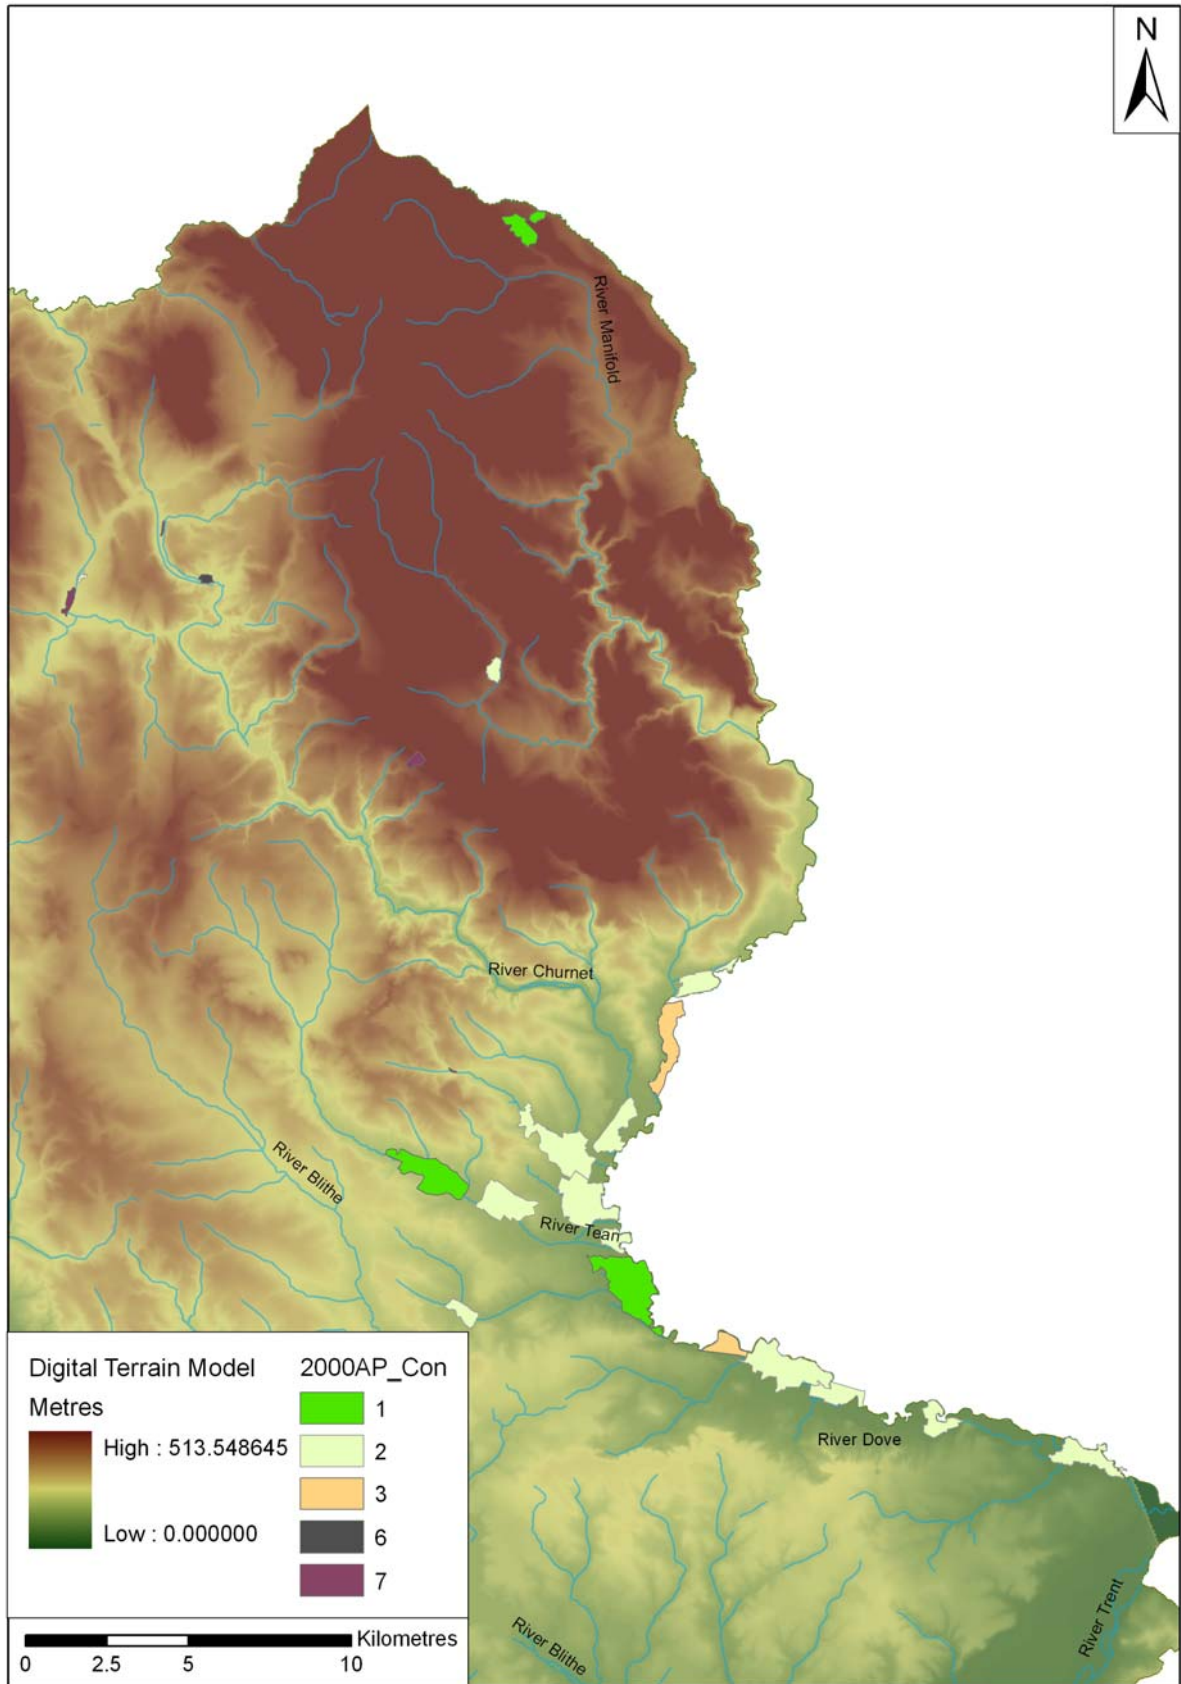 N
River Manifold
River Churnet
River Blithe
River Tean
River Dove
River Trent
River Blithe
Digital Terrain Model
Metres
High : 513.548645
Low : 0.000000
2000AP_Con
1
2
3
6
7
Kilometres
0 2.5 5 10